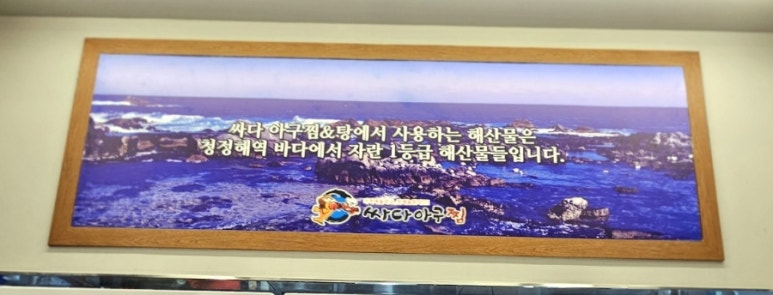 싸다 아구찜&탕에서 사용하는 해산물은
청정해역 바다에서 자란 1등급 해산물들입니다.
싸다아구찜